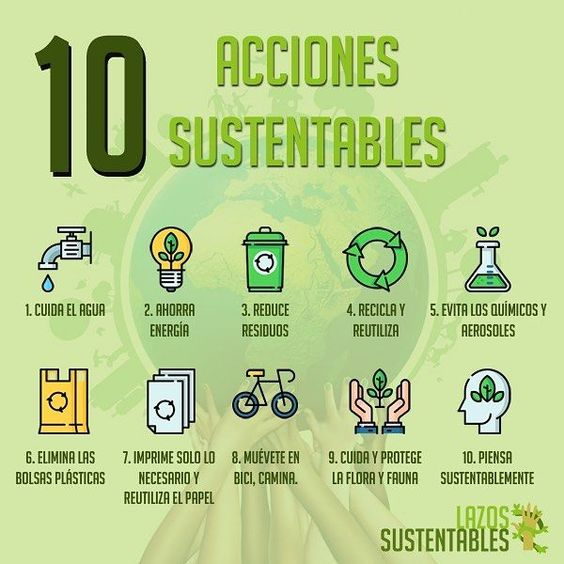 10 ACCIONES
SUSTENTABLES
1. CUIDA EL AGUA
2. AHORRA
ENERGÍA
3. REDUCE
RESIDUOS
4. RECICLA Y
REUTILIZA
5. EVITA LOS QUÍMICOS Y
AEROSOLES
6. ELIMINA LAS
BOLSAS PLÁSTICAS
7. IMPRIME SOLO LO
NECESARIO Y
REUTILIZA EL PAPEL
8. MUÉVETE EN
BICI, CAMINA.
9. CUIDA Y PROTEGE
LA FLORA Y FAUNA
10. PIENSA
SUSTENTABLEMENTE
LAZOS
SUSTENTABLES